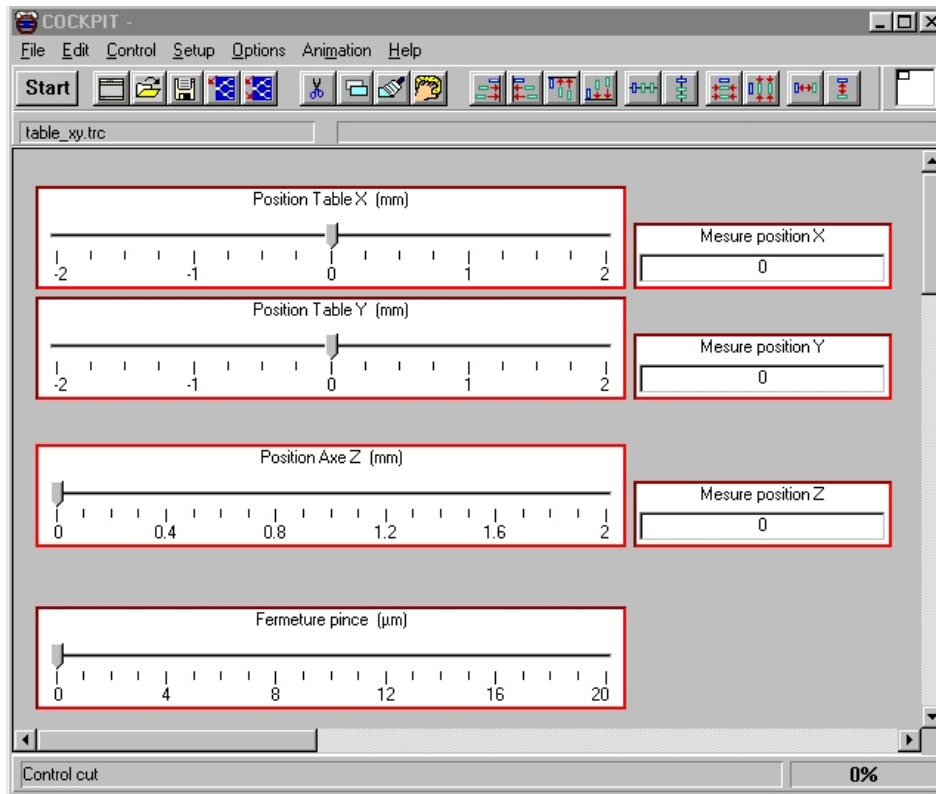 COCKPIT -
File Edit Control Setup Options Animation Help
Start
table_xy.trc
Position Table X (mm)
-2 -1 0 1 2
Mesure position X
0
Position Table Y (mm)
-2 -1 0 1 2
Mesure position Y
0
Position Axe Z (mm)
0 0.4 0.8 1.2 1.6 2
Mesure position Z
0
Fermeture pince (µm)
0 4 8 12 16 20
Control cut 0%